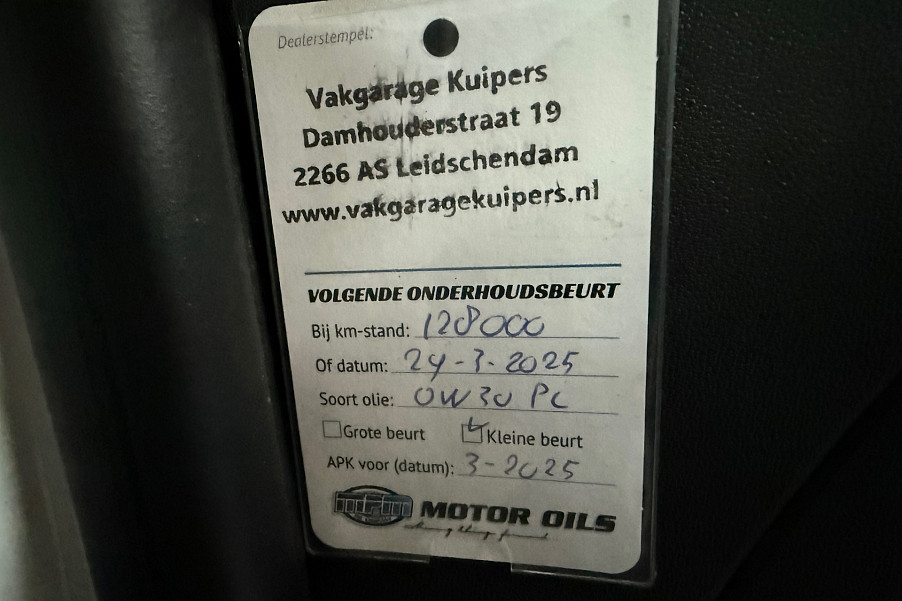 Dealerstempel:
Vakgarage Kuipers
Damhouderstraat 19
2266 AS Leidschendam
www.vakgaragekuipers.nl
VOLGENDE ONDERHOUDSBEURT
Bij km-stand: 128000
Of datum: 24-3-2025
Soort olie: 0W30 PC
Grote beurt Kleine beurt
APK voor (datum): 3-2025
MOTOR OILS